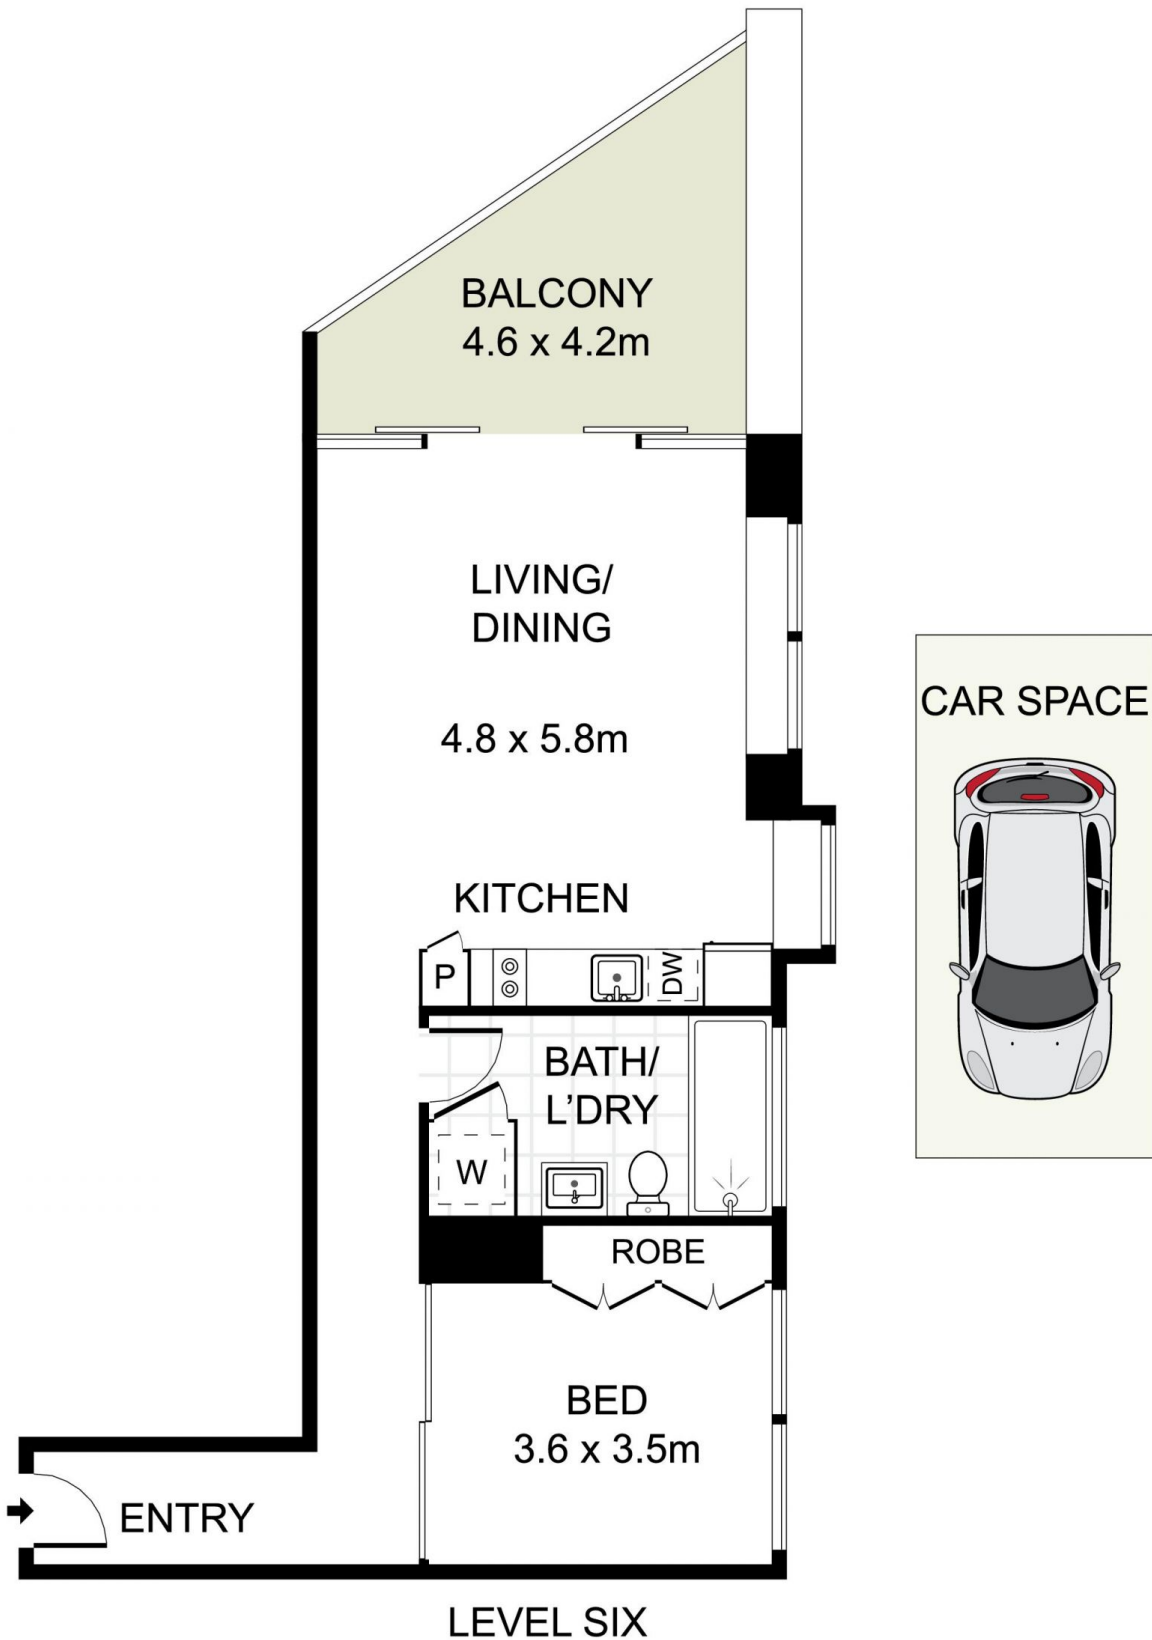 BALCONY
4.6 x 4.2m
LIVING/
DINING
4.8 x 5.8m
CAR SPACE
KITCHEN
P
DW
BATH/
L'DRY
W
ROBE
BED
3.6 x 3.5m
ENTRY
LEVEL SIX